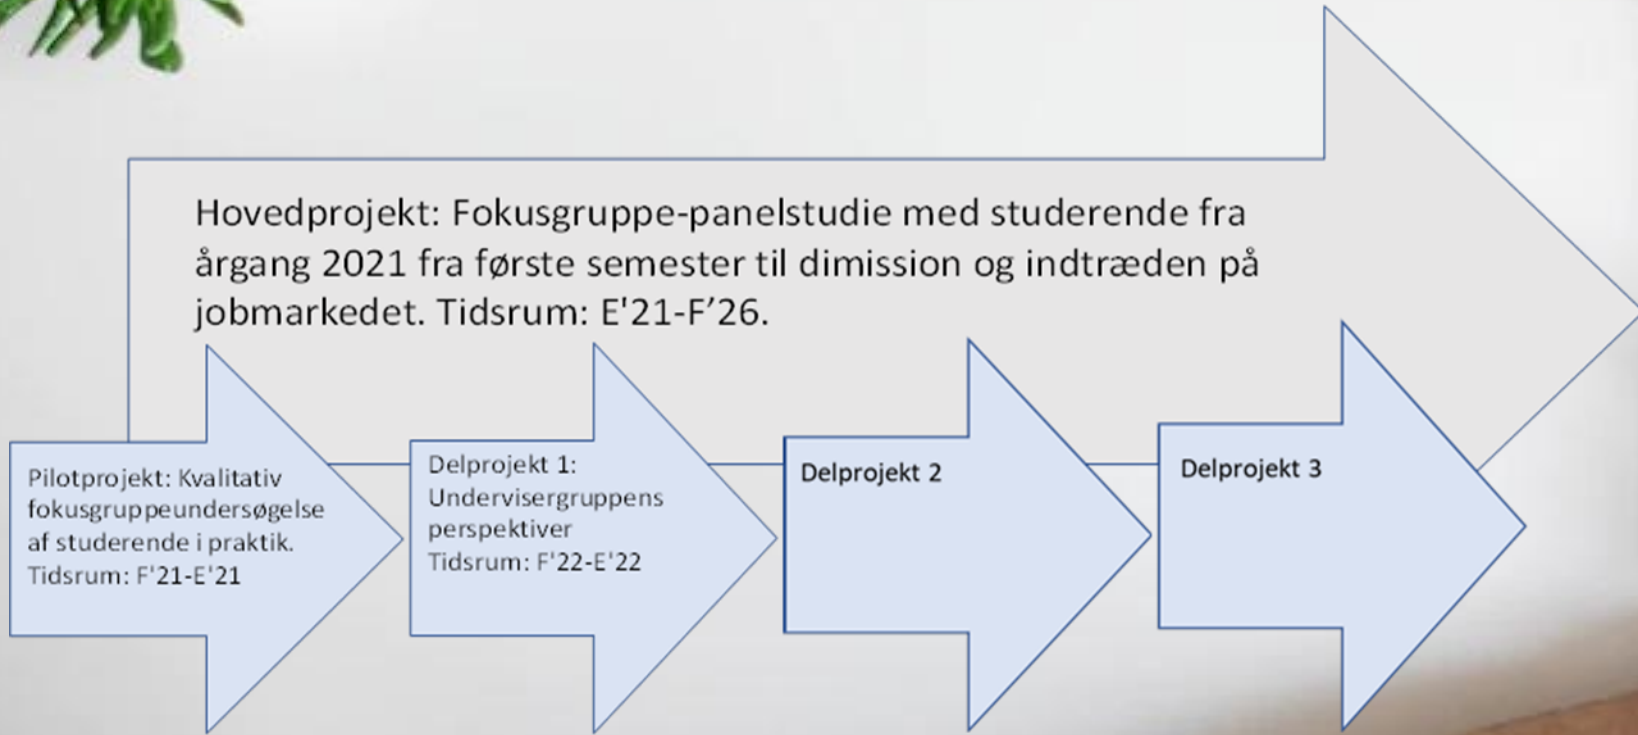 Hovedprojekt: Fokusgruppe-panelstudie med studerende fra
årgang 2021 fra første semester til dimission og indtræden på
jobmarkedet. Tidsrum: E'21-F’26.
Pilotprojekt: Kvalitativ
fokusgruppeundersøgelse
af studerende i praktik.
Tidsrum: F'21-E'21
Delprojekt 1:
Undervisergruppens
perspektiver
Tidsrum: F'22-E'22
Delprojekt 2
Delprojekt 3